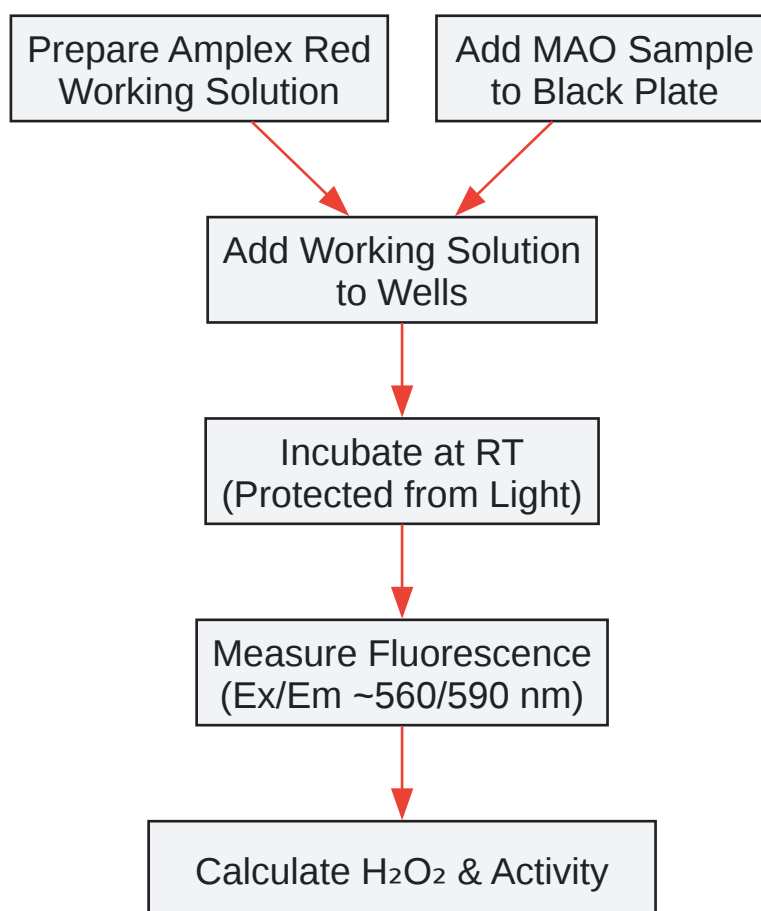 Prepare Amplex Red
Working Solution
Add MAO Sample
to Black Plate
Add Working Solution
to Wells
Incubate at RT
(Protected from Light)
Measure Fluorescence
(Ex/Em ~560/590 nm)
Calculate H₂O₂ & Activity